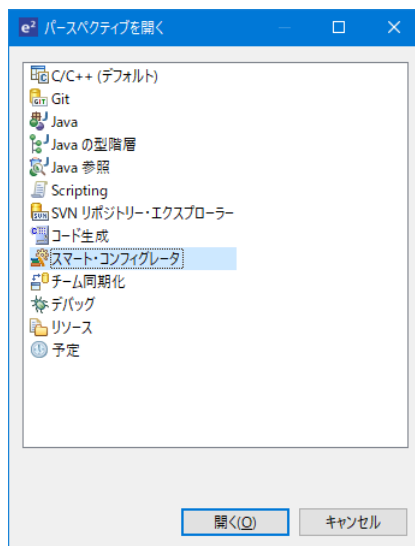 e² パースペクティブを開く
C/C++ (デフォルト)
GIT Git
Java
Java の型階層
Java 参照
Scripting
SVN SVN リポジトリー・エクスプローラー
コード生成
スマート・コンフィグレータ
チーム同期化
デバッグ
リソース
予定
開く(O) キャンセル